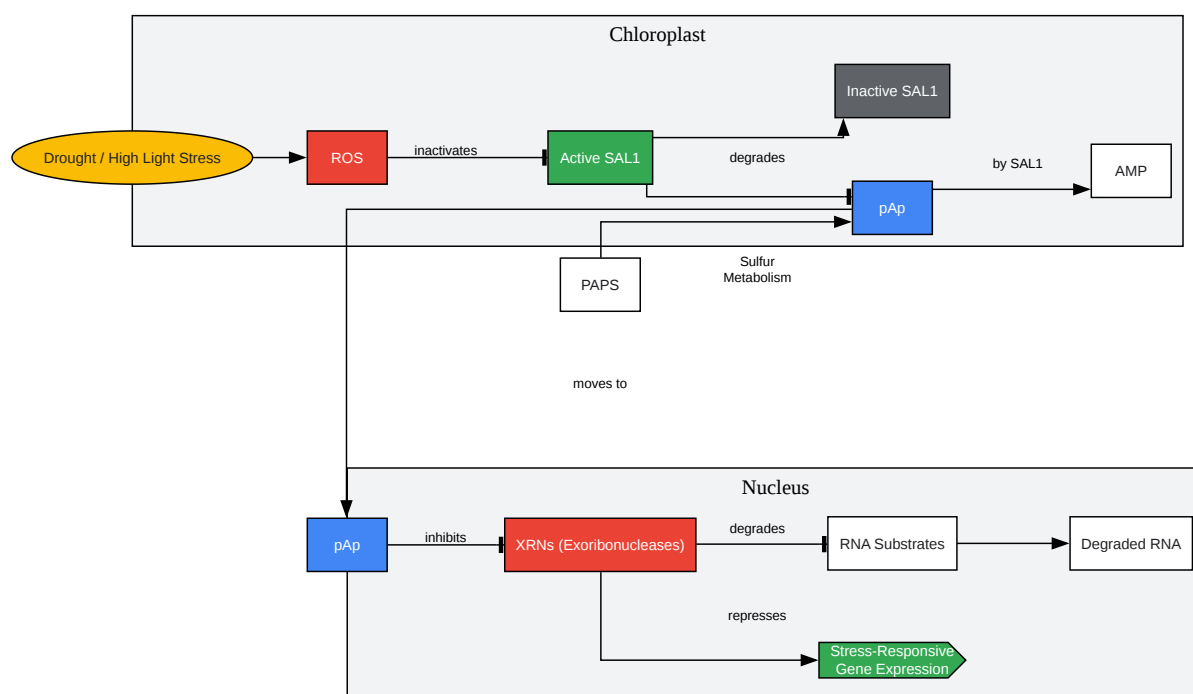 Chloroplast
Inactive SAL1
Drought / High Light Stress
ROS
inactivates
Active SAL1
degrades
by SAL1
AMP
pAp
Sulfur
Metabolism
PAPS
moves to
Nucleus
pAp
inhibits
XRNs (Exoribonucleases)
degrades
RNA Substrates
Degraded RNA
represses
Stress-Responsive
Gene Expression